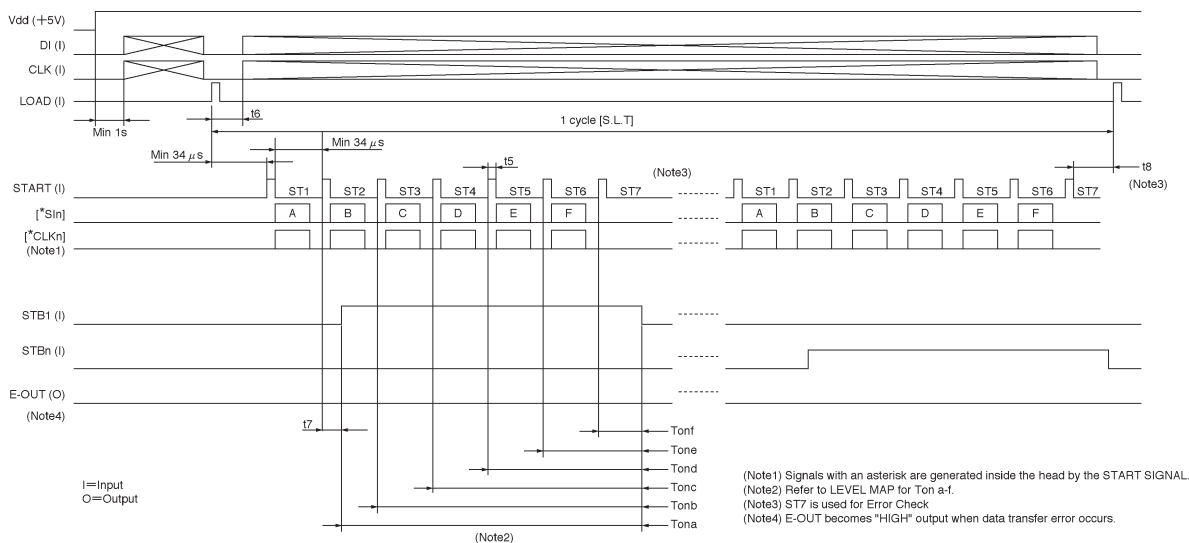 Vdd (+5V)
DI (I)
CLK (I)
LOAD (I)
Min 1s
t6
1 cycle [S.L.T]
Min 34 μs
Min 34 μs
t5
(Note3)
t8
(Note3)
START (I)
ST1 ST2 ST3 ST4 ST5 ST6 ST7 ST1 ST2 ST3 ST4 ST5 ST6 ST7
[*SIn]
A B C D E F A B C D E F
[*CLKn]
(Note1)
STB1 (I)
STBn (I)
E-OUT (O)
(Note4)
t7
Tonf
Tone
Tond
Tonc
Tonb
Tona
(Note2)
I=Input
O=Output
(Note1) Signals with an asterisk are generated inside the head by the START SIGNAL.
(Note2) Refer to LEVEL MAP for Ton a-f.
(Note3) ST7 is used for Error Check
(Note4) E-OUT becomes "HIGH" output when data transfer error occurs.